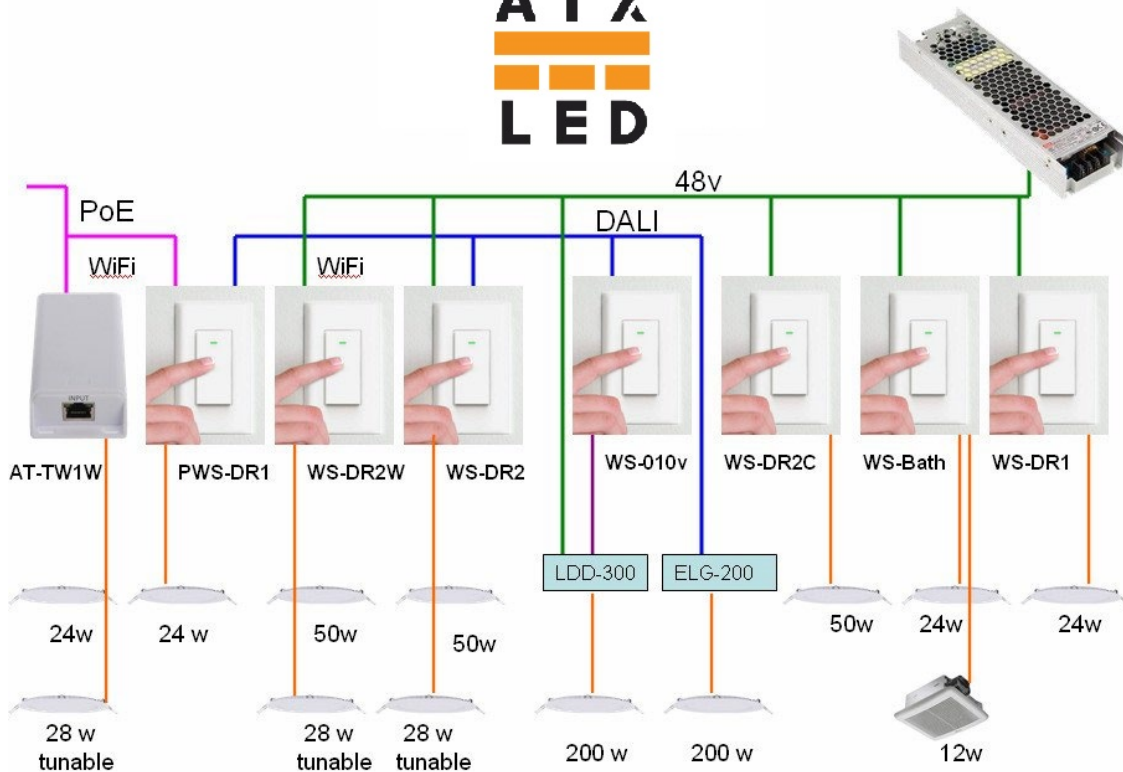 ATX
LED
48v
PoE
DALI
WiFi
WiFi
INPUT
AT-TW1W
PWS-DR1
WS-DR2W
WS-DR2
WS-010v
WS-DR2C
WS-Bath
WS-DR1
LDD-300
ELG-200
24w
24 w
50w
50w
50w
24w
24w
28 w
tunable
28 w
tunable
28 w
tunable
200 w
200 w
12w